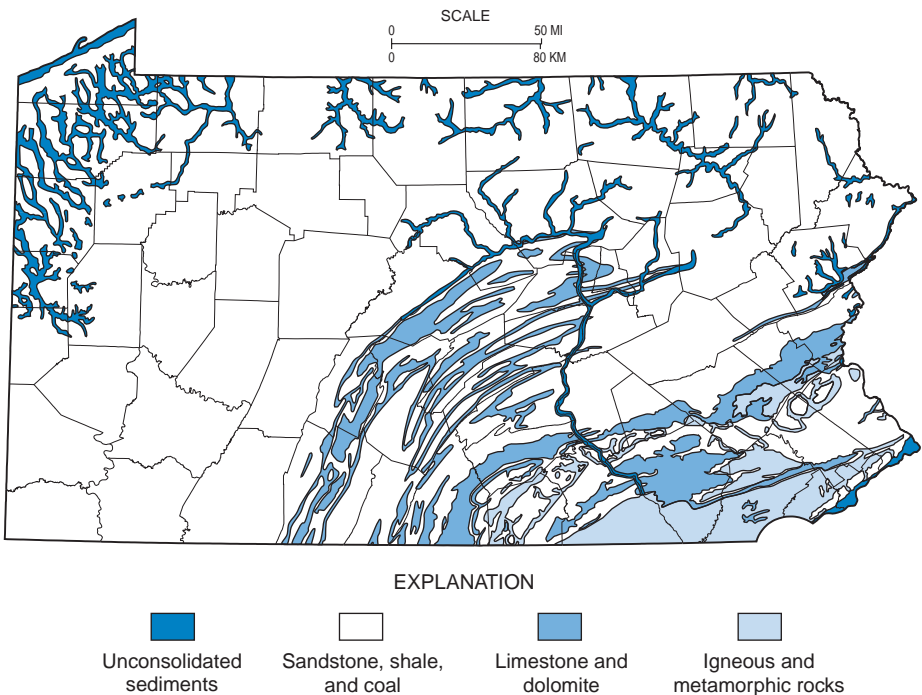 SCALE
0 50 MI
0 80 KM
EXPLANATION
Unconsolidated
sediments
Sandstone, shale,
and coal
Limestone and
dolomite
Igneous and
metamorphic rocks